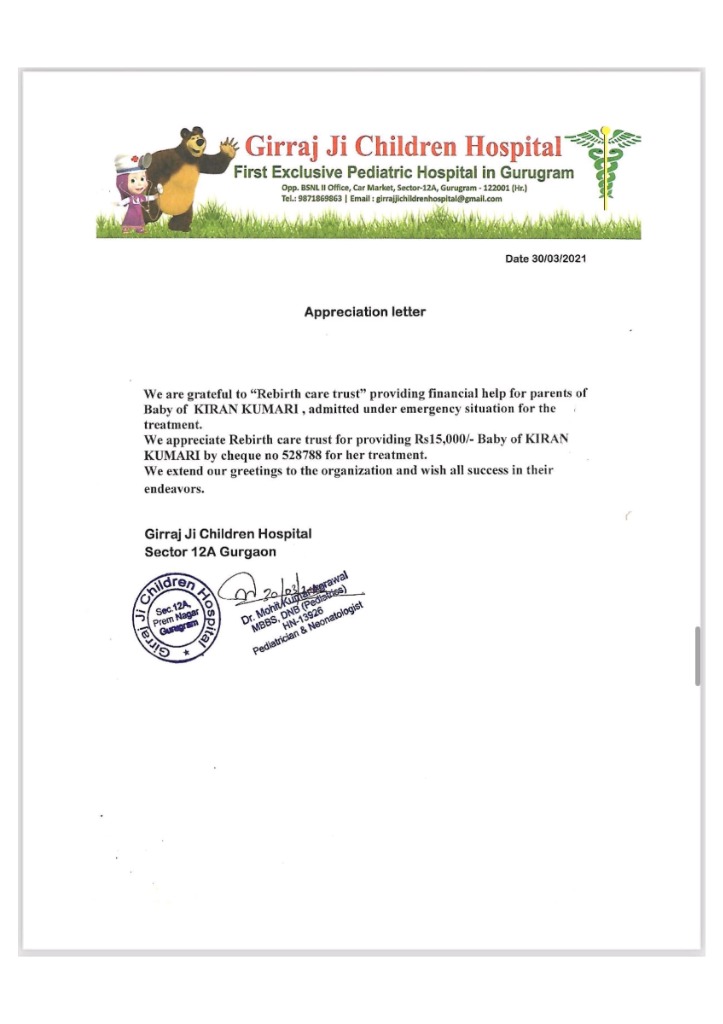 Girraj Ji Children Hospital
First Exclusive Pediatric Hospital in Gurugram
Opp. BSNL II Office, Car Market, Sector-12A, Gurugram - 122001 (Hr.)
Tel.: 9871869863 | Email : girrajjichildrenhospital@gmail.com
Date 30/03/2021
Appreciation letter
We are grateful to “Rebirth care trust” providing financial help for parents of
Baby of KIRAN KUMARI , admitted under emergency situation for the
treatment.
We appreciate Rebirth care trust for providing Rs15,000/- Baby of KIRAN
KUMARI by cheque no 528788 for her treatment.
We extend our greetings to the organization and wish all success in their
endeavors.
Girraj Ji Children Hospital
Sector 12A Gurgaon
Girraj Ji Children Hospital
Sec.12A,
Prem Nagar
Gurugram
Dr. Mohit Kumar Agrawal
MBBS, DNB (Pediatrics)
HN-13926
Pediatrician & Neonatologist